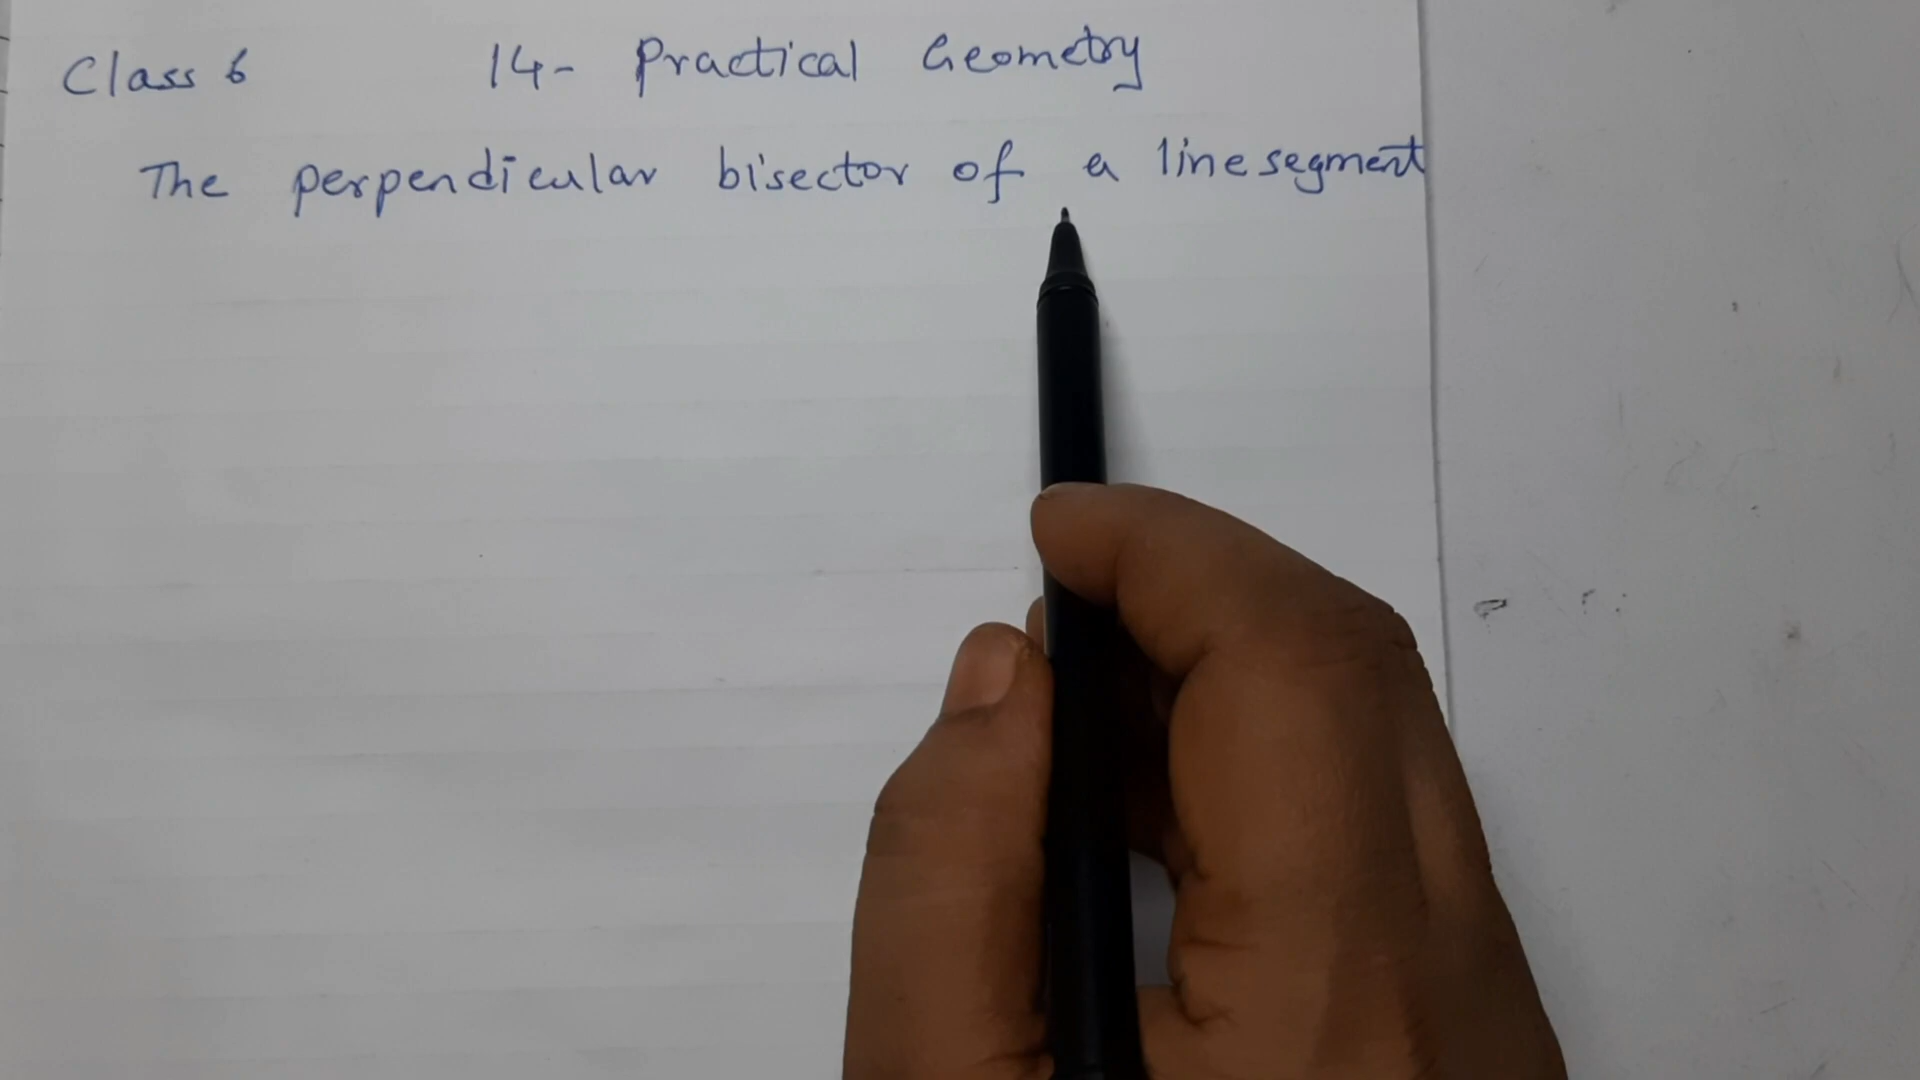 Class 6 14- Practical Geometry
The perpendicular bisector of a line segment